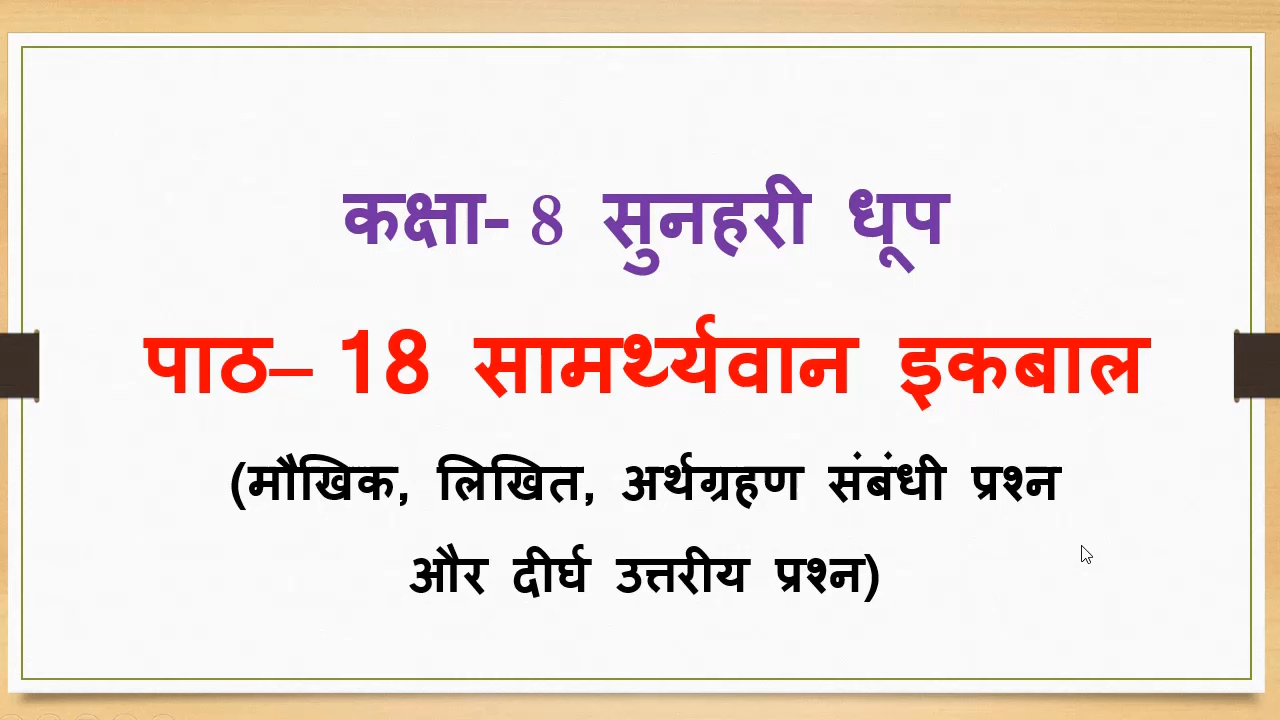 कक्षा- 8 सुनहरी धूप
पाठ– 18 सामर्थ्यवान इकबाल
(मौखिक, लिखित, अर्थग्रहण संबंधी प्रश्न
और दीर्घ उत्तरीय प्रश्न)